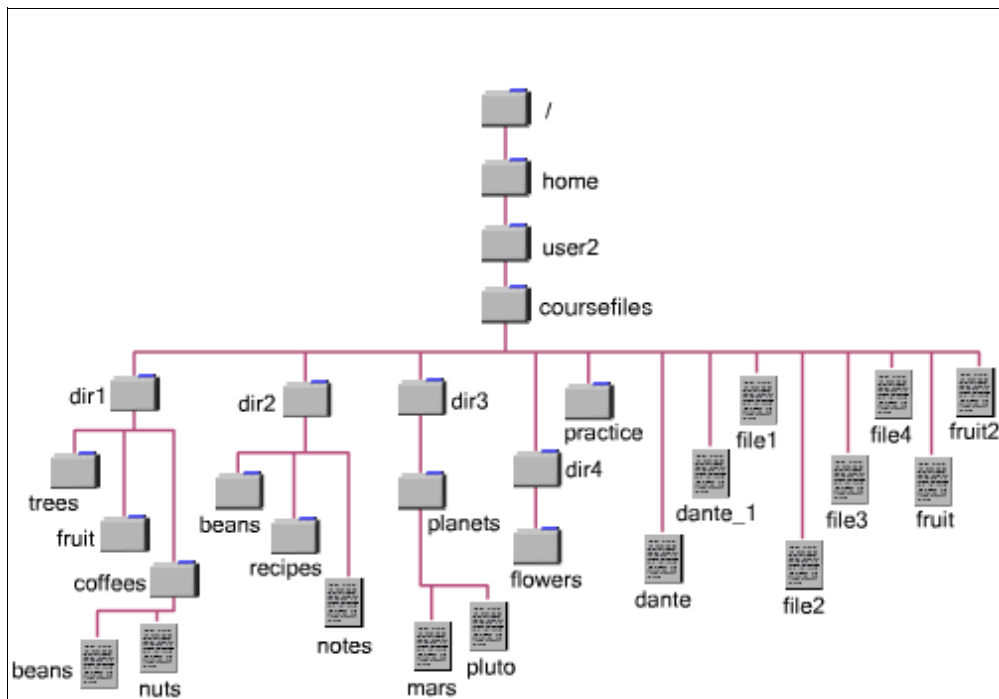 /
home
user2
coursefiles
dir1
dir2
dir3
practice
file1
file4
fruit2
trees
beans
planets
dir4
dante_1
file3
fruit
fruit
recipes
coffees
flowers
dante
file2
notes
beans
nuts
mars
pluto